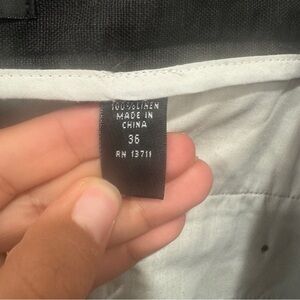 100% LINEN
MADE IN
CHINA
36
RN 13711